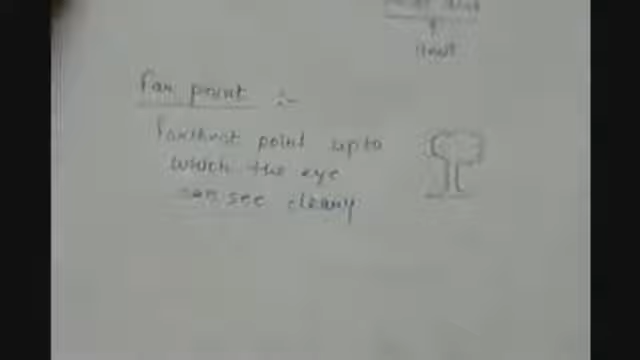 Far point :-
Farthest point upto
which the eye
can see clearly